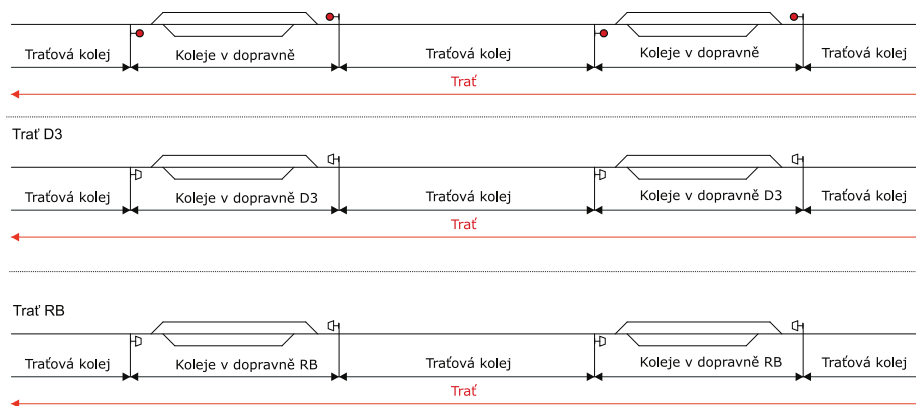 Traťová kolej Koleje v dopravně Traťová kolej Koleje v dopravně Traťová kolej
Trať
Trať D3
Traťová kolej Koleje v dopravně D3 Traťová kolej Koleje v dopravně D3 Traťová kolej
Trať
Trať RB
Traťová kolej Koleje v dopravně RB Traťová kolej Koleje v dopravně RB Traťová kolej
Trať